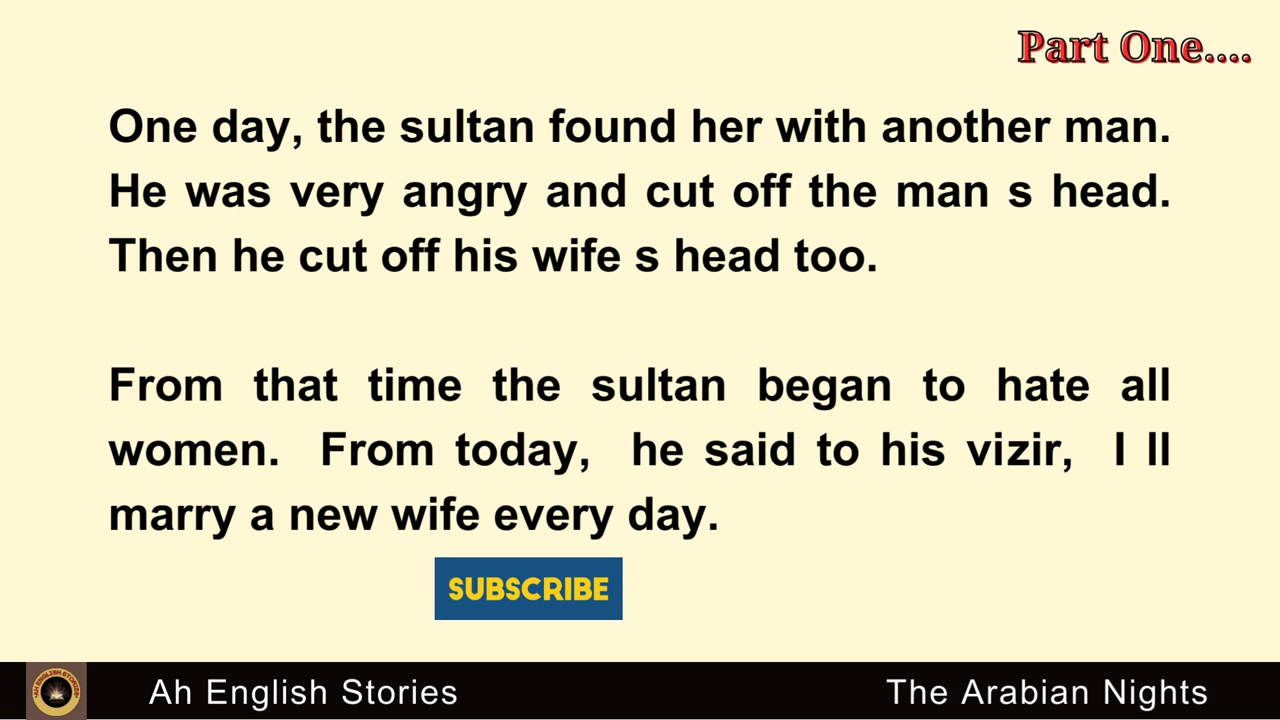 Part One....
One day, the sultan found her with another man.
He was very angry and cut off the man s head.
Then he cut off his wife s head too.
From that time the sultan began to hate all
women. From today, he said to his vizir, I ll
marry a new wife every day.
SUBSCRIBE
AH ENGLISH STORIES
Ah English Stories
The Arabian Nights